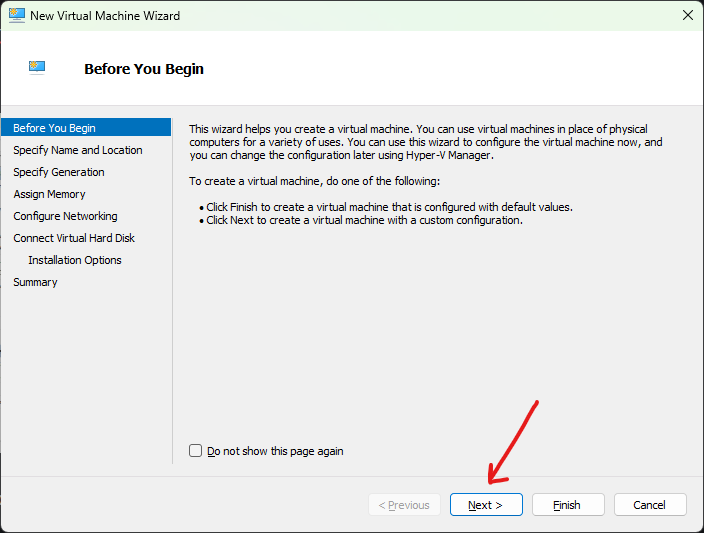 New Virtual Machine Wizard
Before You Begin
Before You Begin
Specify Name and Location
Specify Generation
Assign Memory
Configure Networking
Connect Virtual Hard Disk
Installation Options
Summary
This wizard helps you create a virtual machine. You can use virtual machines in place of physical
computers for a variety of uses. You can use this wizard to configure the virtual machine now, and
you can change the configuration later using Hyper-V Manager.
To create a virtual machine, do one of the following:
• Click Finish to create a virtual machine that is configured with default values.
• Click Next to create a virtual machine with a custom configuration.
Do not show this page again
< Previous
Next >
Finish
Cancel